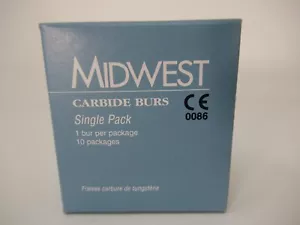 MIDWEST
CARBIDE BURS CE
Single Pack 0086
1 bur per package
10 packages
Fraises carbure de tungstène